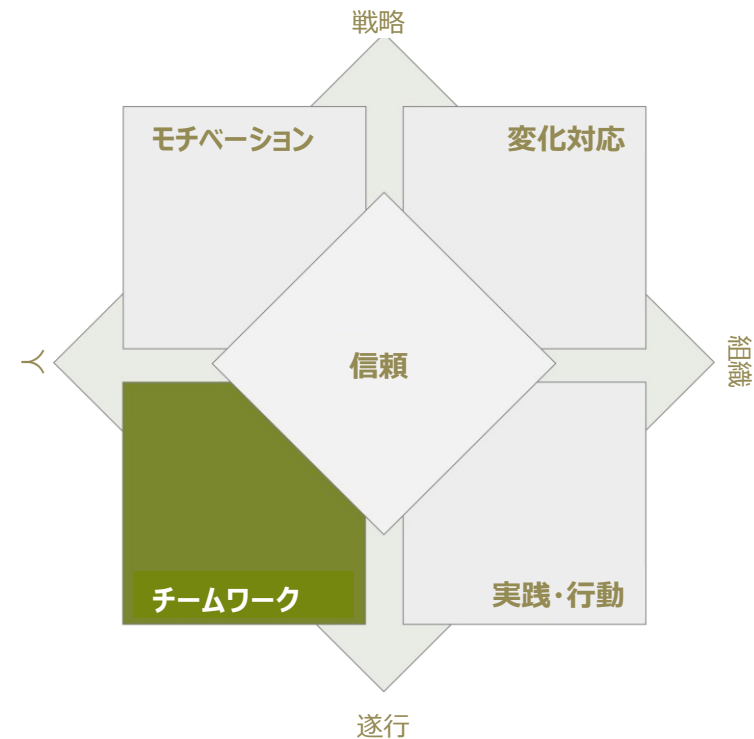 戦略
モチベーション
変化対応
人
信頼
組織
チームワーク
実践・行動
遂行